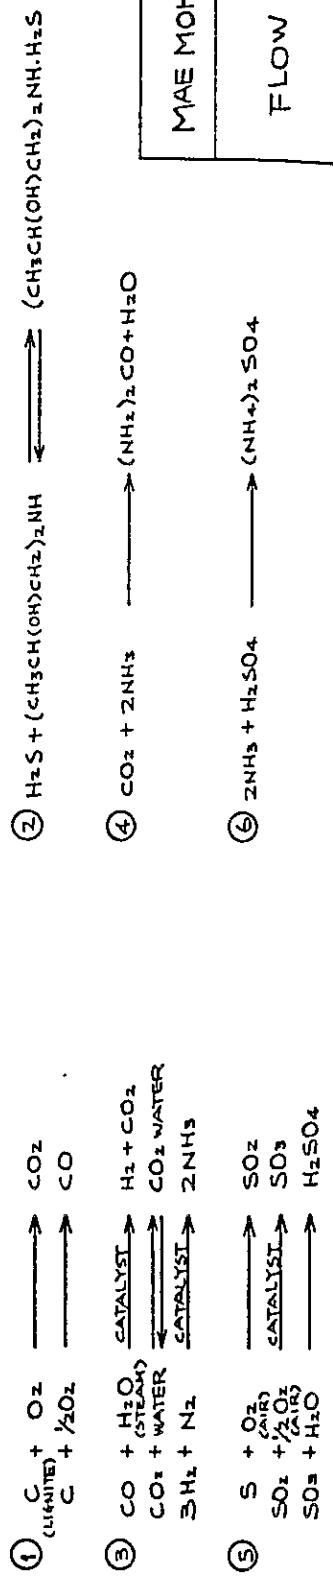 ① C + O2 → CO2
(LIGNITE)
C + 1/2O2 → CO
② H2S + (CH3CH(OH)CH2)2NH ⇌ (CH3CH(OH)CH2)2NH.H2S
③ CO + H2O CATALYST → H2 + CO2
(STEAM)
CO2 + WATER ⇌ CO2 WATER
3H2 + N2 CATALYST → 2NH3
④ CO2 + 2NH3 → (NH2)2CO + H2O
⑤ S + O2 → SO2
(AIR)
SO2 + 1/2O2 CATALYST → SO3
(AIR)
SO3 + H2O → H2SO4
⑥ 2NH3 + H2SO4 → (NH4)2SO4
MAE MOH
FLOW